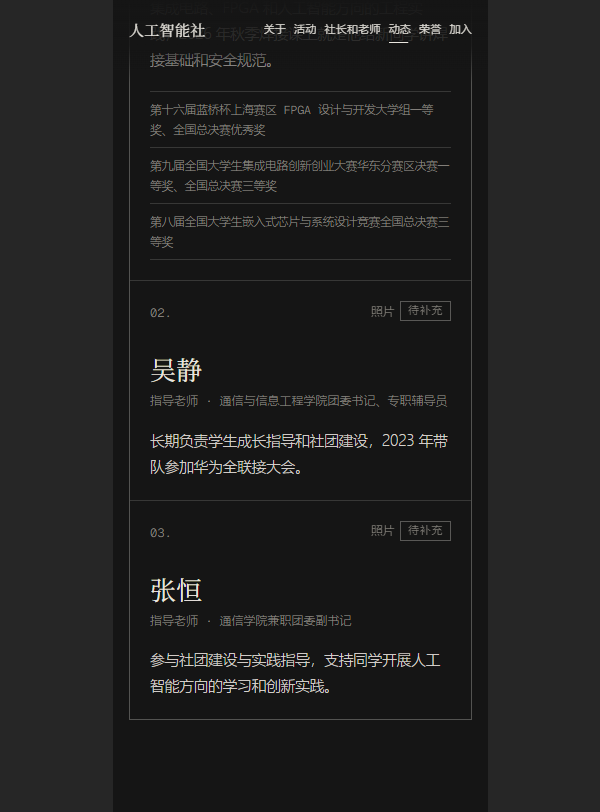 人工智能社
关于 活动 社长和老师 动态 荣誉 加入
接基础和安全规范。
第十六届蓝桥杯上海赛区 FPGA 设计与开发大学组一等
奖、全国总决赛优秀奖
第九届全国大学生集成电路创新创业大赛华东分赛区决赛一
等奖、全国总决赛三等奖
第八届全国大学生嵌入式芯片与系统设计竞赛全国总决赛三
等奖
02.
照片 待补充
吴静
指导老师 · 通信与信息工程学院团委书记、专职辅导员
长期负责学生成长指导和社团建设，2023 年带
队参加华为全联接大会。
03.
照片 待补充
张恒
指导老师 · 通信学院兼职团委副书记
参与社团建设与实践指导，支持同学开展人工
智能方向的学习和创新实践。